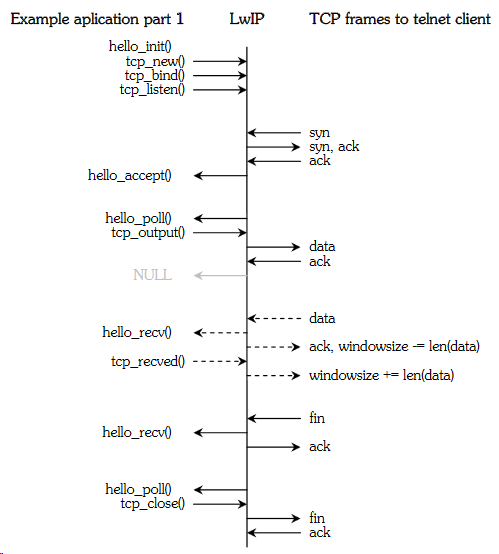 Example aplication part 1 LwIP TCP frames to telnet client
hello_init()
tcp_new()
tcp_bind()
tcp_listen()
syn
syn, ack
ack
hello_accept()
hello_poll()
tcp_output()
data
ack
NULL
data
hello_recv()
ack, windowsize -= len(data)
tcp_recved()
windowsize += len(data)
fin
hello_recv()
ack
hello_poll()
tcp_close()
fin
ack